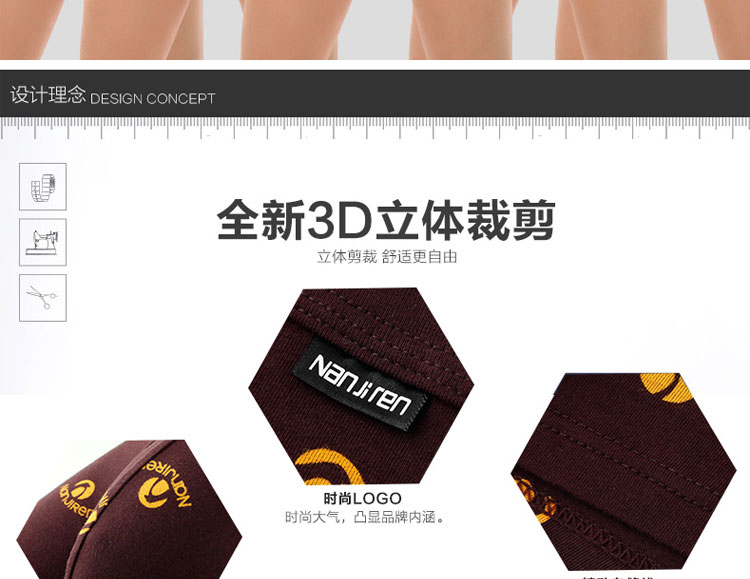 设计理念 DESIGN CONCEPT
全新3D立体裁剪
立体剪裁 舒适更自由
NanJiren
NANJIREN
时尚LOGO
时尚大气，凸显品牌内涵。